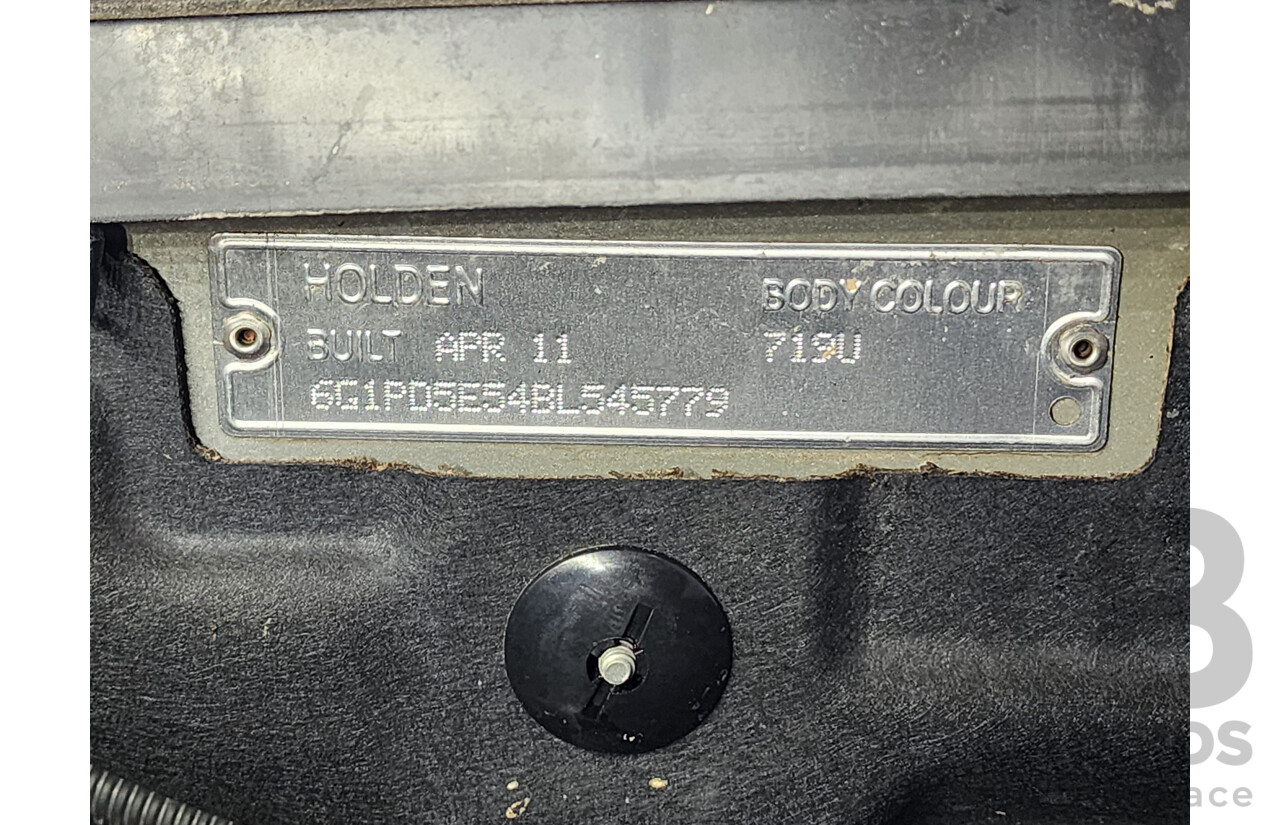 HOLDEN
BODY COLOUR
BUILT APR 11
719U
6G1PD5E54BL545779